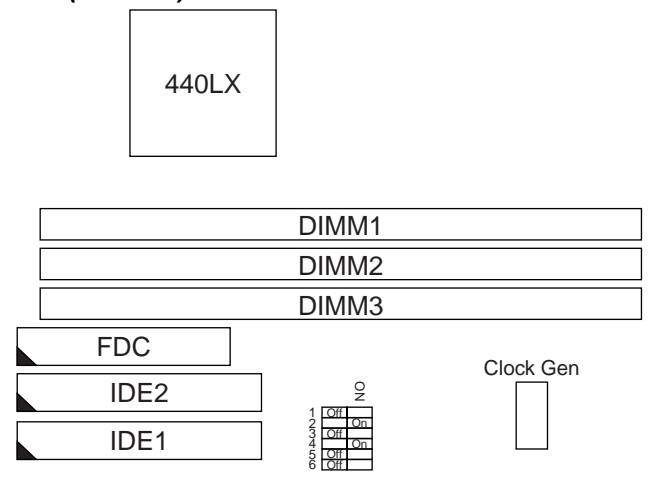 440LX
DIMM1
DIMM2
DIMM3
FDC
Clock Gen
IDE2
ON
1 Off
2 On
3 Off
IDE1
4 On
5 Off
6 Off